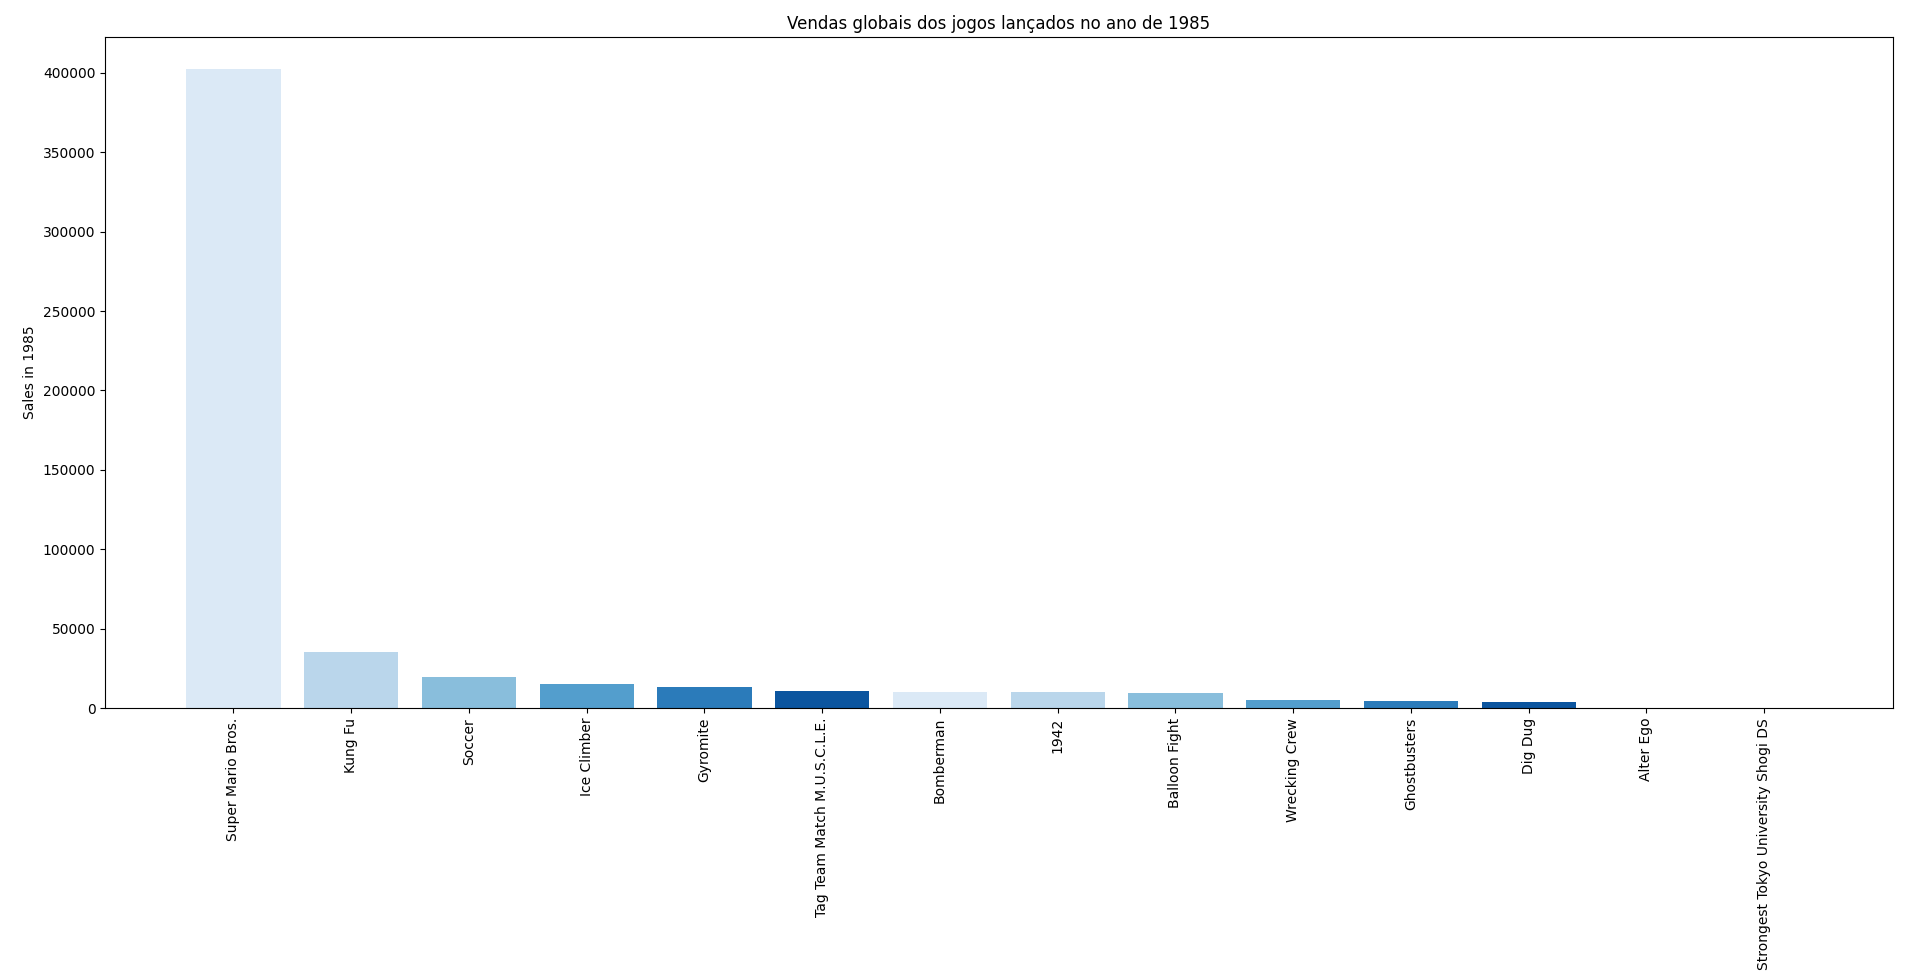 Vendas globais dos jogos lançados no ano de 1985
Sales in 1985
400000
350000
300000
250000
200000
150000
100000
50000
0
Super Mario Bros.
Kung Fu
Soccer
Ice Climber
Gyromite
Tag Team Match M.U.S.C.L.E.
Bomberman
1942
Balloon Fight
Wrecking Crew
Ghostbusters
Dig Dug
Alter Ego
Strongest Tokyo University Shogi DS